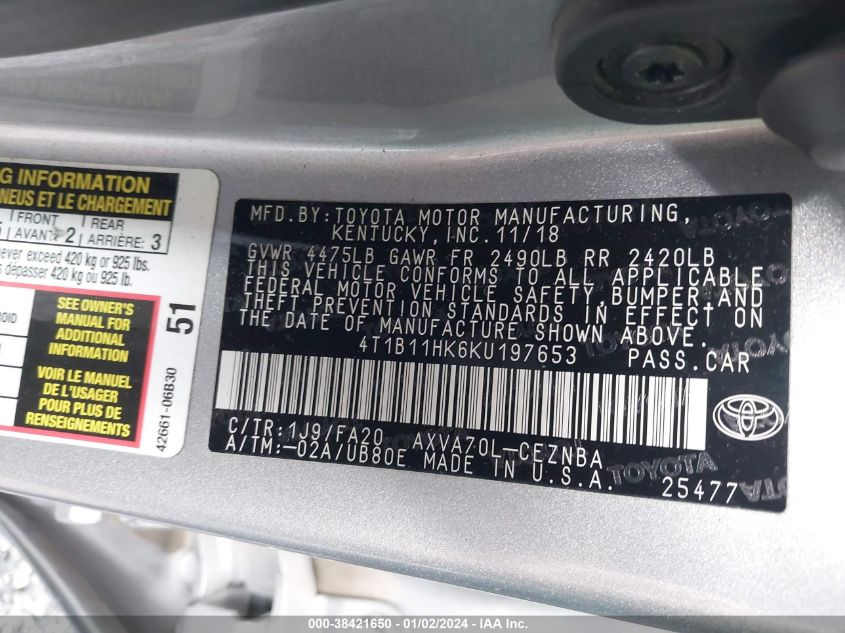 G INFORMATION
NEUS ET LE CHARGEMENT
FRONT
REAR
AVANT 2
ARRIÈRE: 3
never exceed 420 kg or 925 lbs.
dépasser 420 kg ou 925 lb.
SEE OWNER'S
MANUAL FOR
ADDITIONAL
INFORMATION
VOIR LE MANUEL
DE L'USAGER
POUR PLUS DE
RENSEIGNEMENTS
51
42661-06B30
MFD.BY:TOYOTA MOTOR MANUFACTURING,
KENTUCKY, INC. 11/18
GVWR 4475LB GAWR FR 2490LB RR 2420LB
THIS VEHICLE CONFORMS TO ALL APPLICABLE
FEDERAL MOTOR VEHICLE SAFETY,BUMPER,AND
THEFT PREVENTION STANDARDS IN EFFECT ON
THE DATE OF MANUFACTURE SHOWN ABOVE.
4T1B11HK6KU197653 PASS.CAR
C/TR:1J9/FA20 AXVA70L-CEZNBA
A/TM:-02A/UB80E MADE IN U.S.A.
25477
TOYOTA
000-38421650 - 01/02/2024 - IAA Inc.